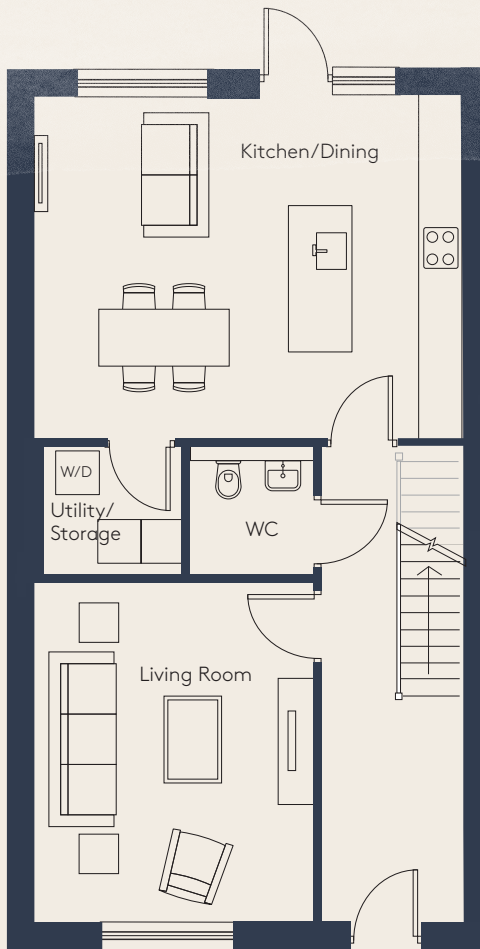 Kitchen/Dining
W/D
Utility/
Storage
WC
Living Room